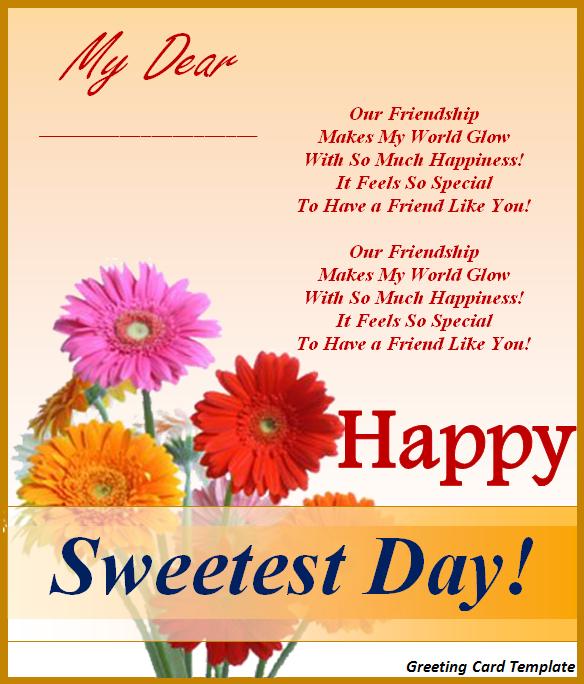 My Dear
____________________
Our Friendship
Makes My World Glow
With So Much Happiness!
It Feels So Special
To Have a Friend Like You!
Our Friendship
Makes My World Glow
With So Much Happiness!
It Feels So Special
To Have a Friend Like You!
Happy
Sweetest Day!
Greeting Card Template